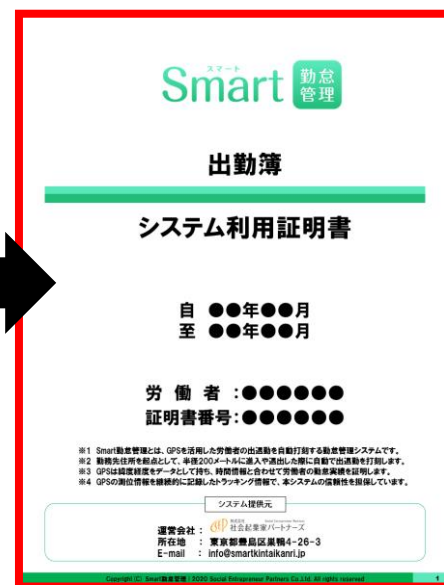 スマート
Smart 勤怠
管理
出勤簿
システム利用証明書
自 ●●年●●月
至 ●●年●●月
労 働 者 :●●●●●●
証明書番号:●●●●●●
※1 Smart勤怠管理とは、GPSを活用した労働者の出退勤を自動打刻する勤怠管理システムです。
※2 勤務先住所を起点として、半径200メートルに進入や退出した際に自動で出退勤を打刻します。
※3 GPSは緯度経度をデータとして持ち、時間情報と合わせて労働者の勤怠実績を証明します。
※4 GPSの測位情報を継続的に記録したトラッキング情報で、本システムの信頼性を担保しています。
システム提供元
運営会社 : 株式会社 社会起業家パートナーズ
所在地 : 東京都豊島区巣鴨4-26-3
E-mail : info@smartkintaikanri.jp
Copyright (C) Smart勤怠管理 : 2020 Social Entrepreneur Partners Co.Ltd. All rights reserved 1